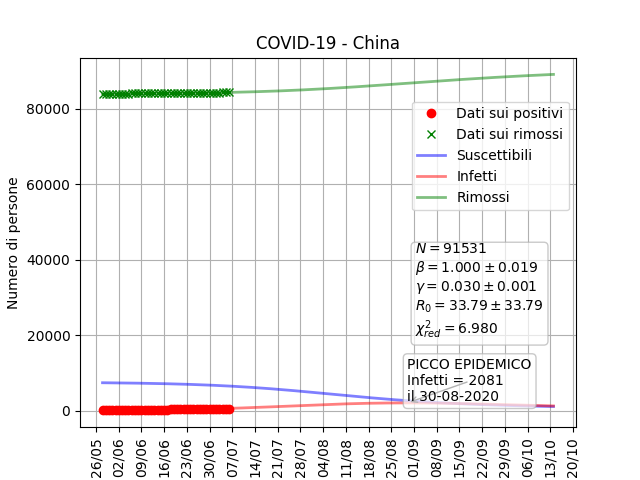 COVID-19 - China
Numero di persone
80000
60000
40000
20000
0
Dati sui positivi
Dati sui rimossi
Suscettibili
Infetti
Rimossi
N = 91531
β = 1.000 ± 0.019
γ = 0.030 ± 0.001
R₀ = 33.79 ± 33.79
χ²red = 6.980
PICCO EPIDEMICO
Infetti = 2081
il 30-08-2020
26/05
02/06
09/06
16/06
23/06
30/06
07/07
14/07
21/07
28/07
04/08
11/08
18/08
25/08
01/09
08/09
15/09
22/09
29/09
06/10
13/10
20/10